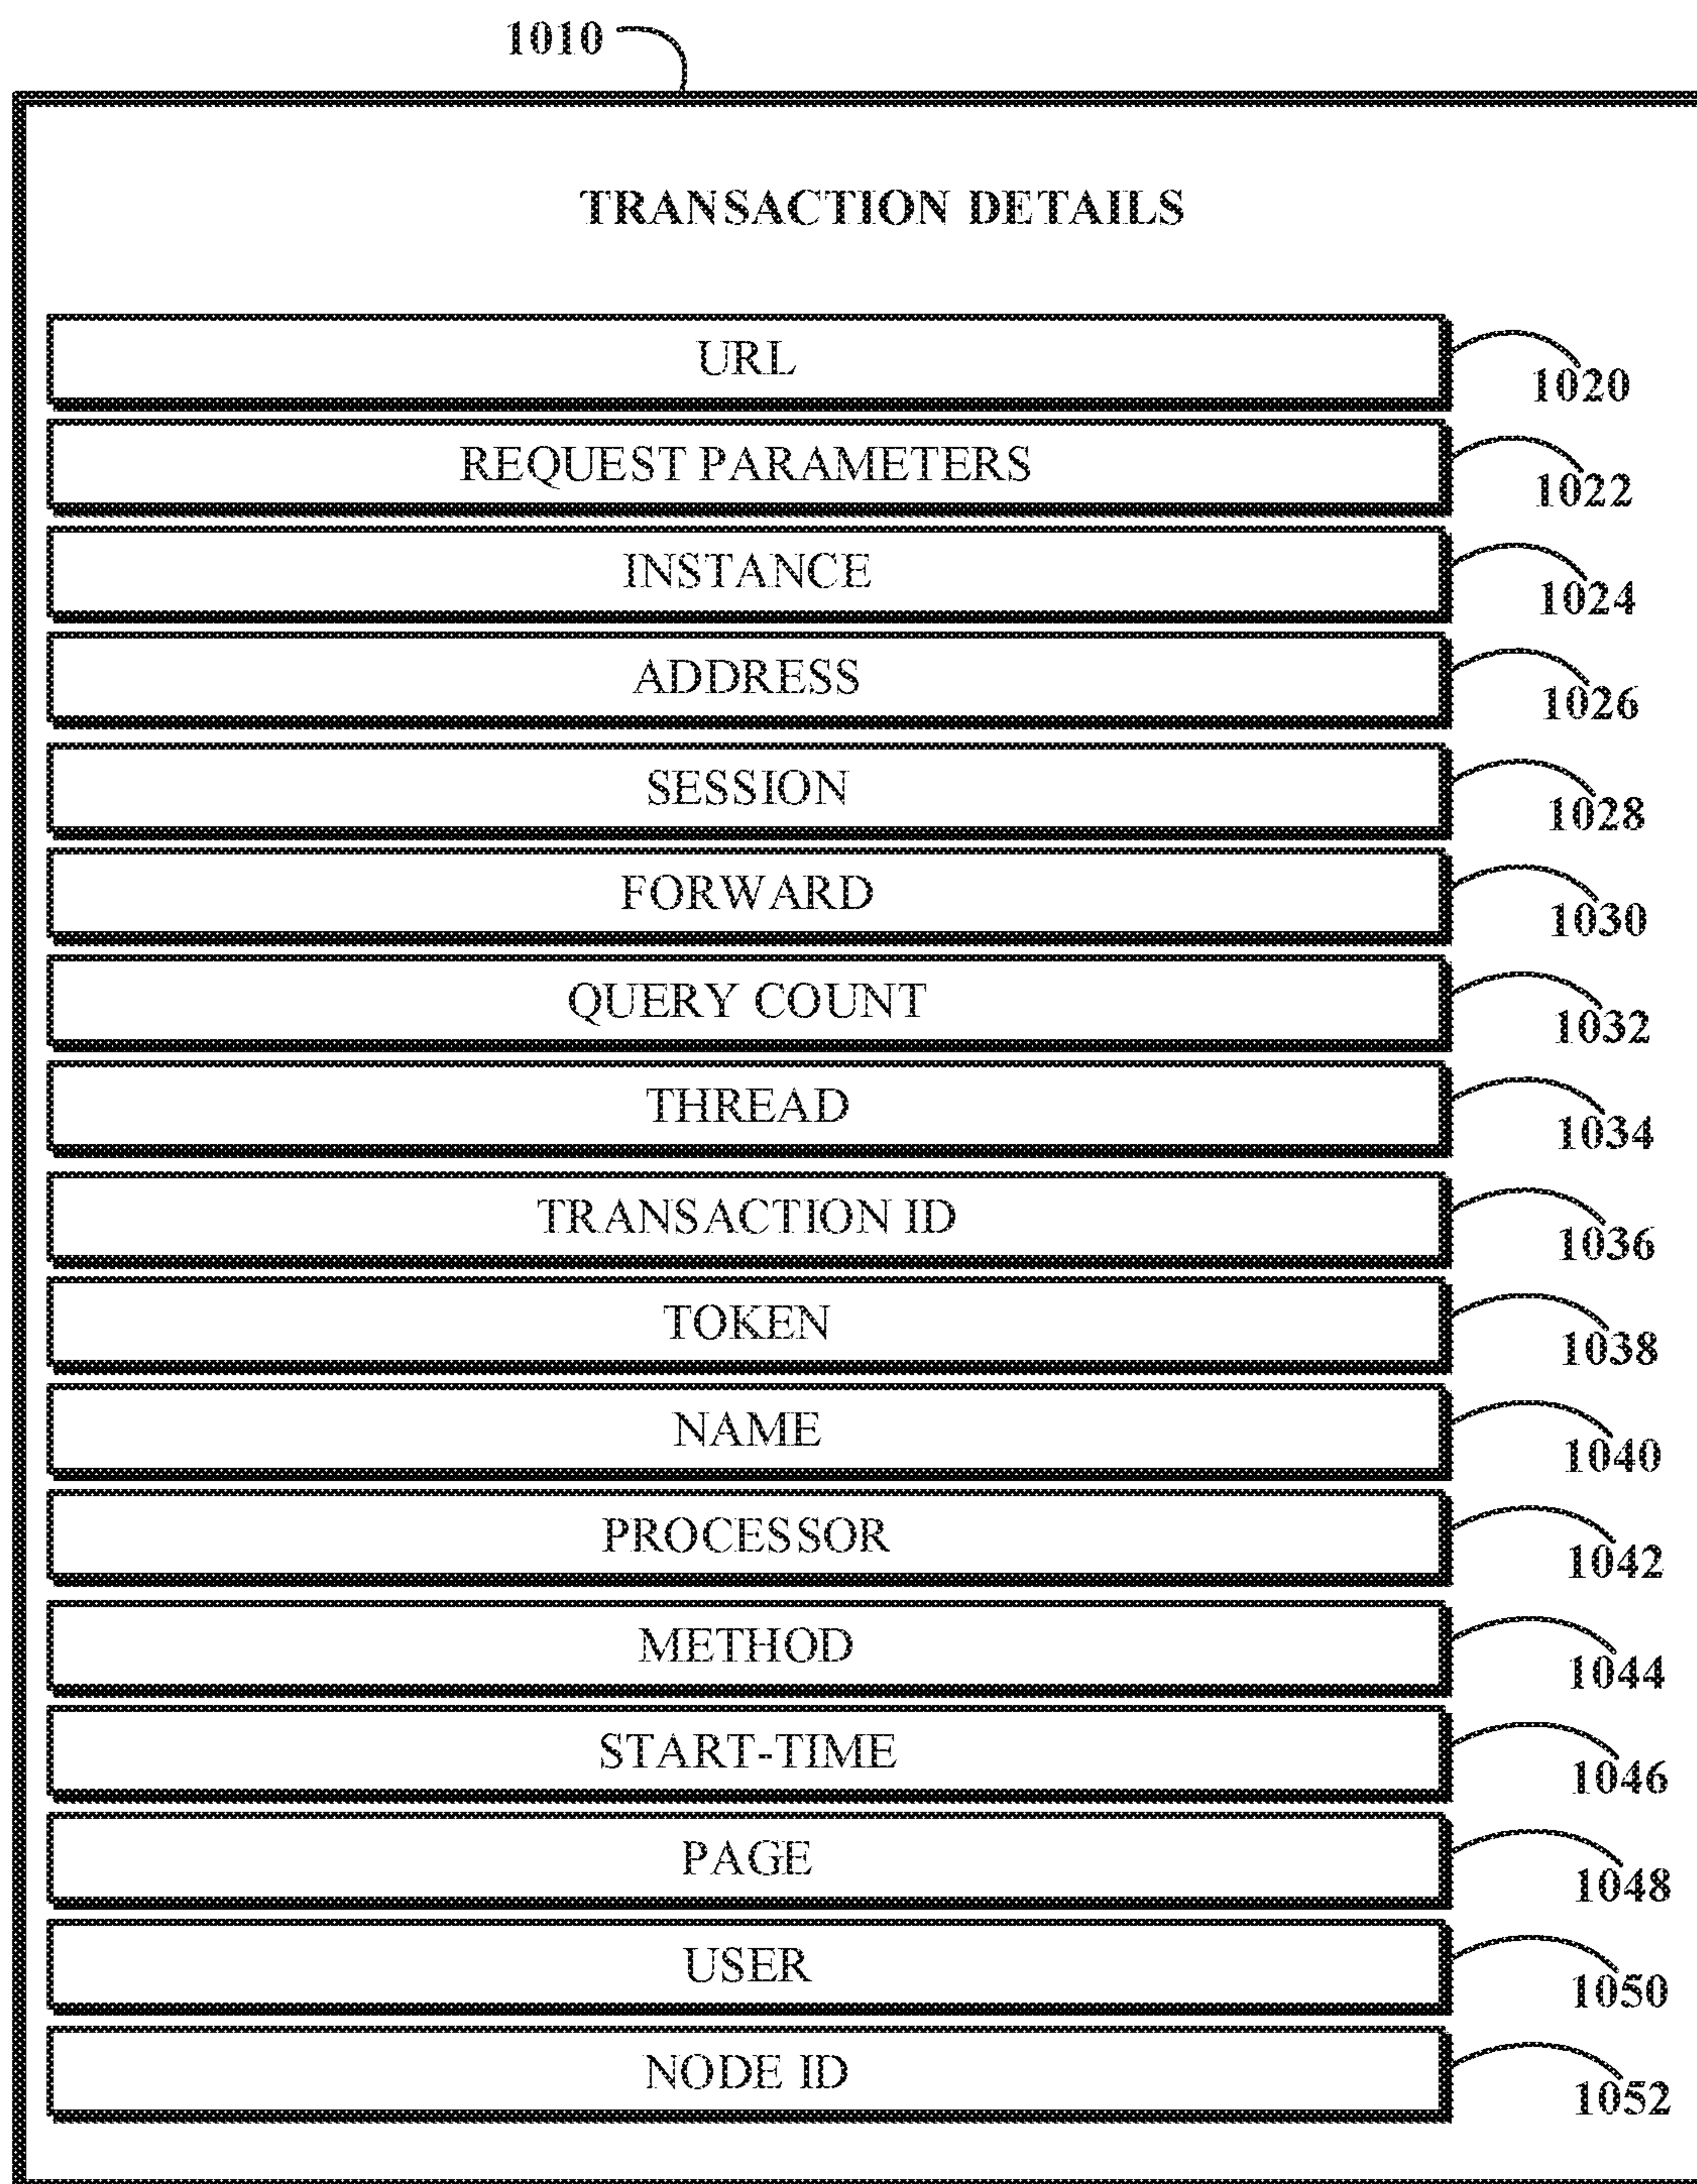 1010
TRANSACTION DETAILS
URL
1020
REQUEST PARAMETERS
1022
INSTANCE
1024
ADDRESS
1026
SESSION
1028
FORWARD
1030
QUERY COUNT
1032
THREAD
1034
TRANSACTION ID
1036
TOKEN
1038
NAME
1040
PROCESSOR
1042
METHOD
1044
START-TIME
1046
PAGE
1048
USER
1050
NODE ID
1052